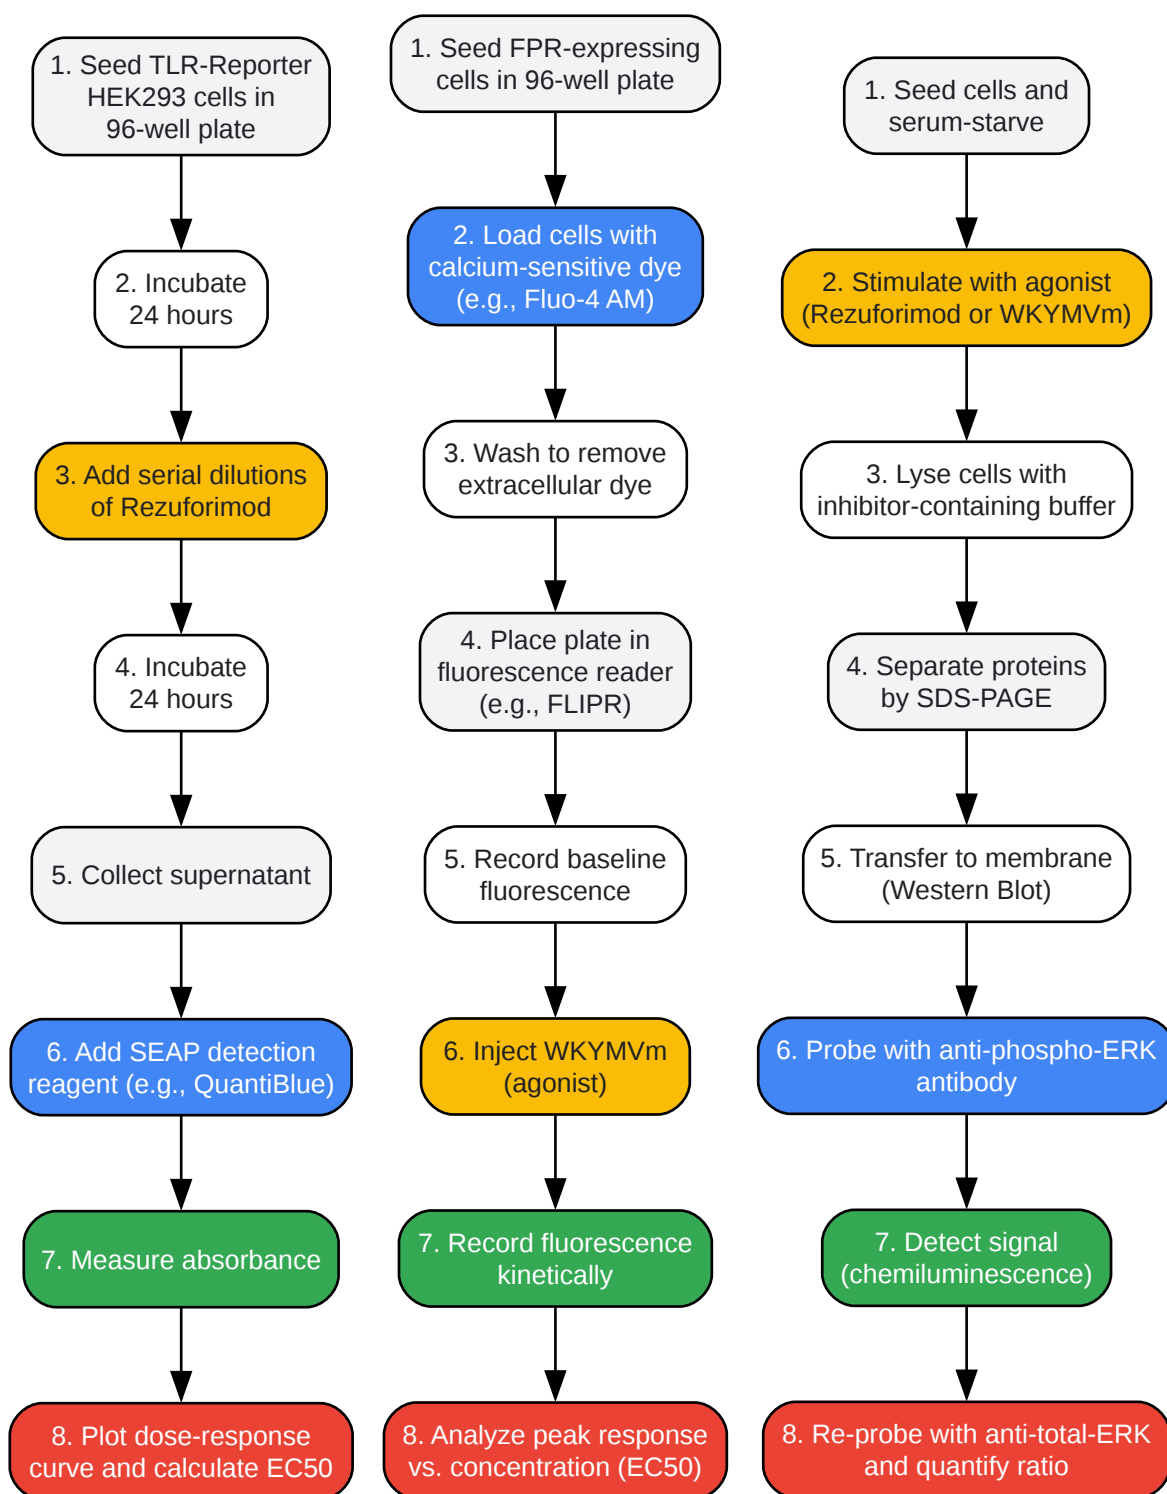 1. Seed TLR-Reporter
HEK293 cells in
96-well plate
2. Incubate
24 hours
3. Add serial dilutions
of Rezuforimod
4. Incubate
24 hours
5. Collect supernatant
6. Add SEAP detection
reagent (e.g., QuantiBlue)
7. Measure absorbance
8. Plot dose-response
curve and calculate EC50
1. Seed FPR-expressing
cells in 96-well plate
2. Load cells with
calcium-sensitive dye
(e.g., Fluo-4 AM)
3. Wash to remove
extracellular dye
4. Place plate in
fluorescence reader
(e.g., FLIPR)
5. Record baseline
fluorescence
6. Inject WKYMVm
(agonist)
7. Record fluorescence
kinetically
8. Analyze peak response
vs. concentration (EC50)
1. Seed cells and
serum-starve
2. Stimulate with agonist
(Rezuforimod or WKYMVm)
3. Lyse cells with
inhibitor-containing buffer
4. Separate proteins
by SDS-PAGE
5. Transfer to membrane
(Western Blot)
6. Probe with anti-phospho-ERK
antibody
7. Detect signal
(chemiluminescence)
8. Re-probe with anti-total-ERK
and quantify ratio